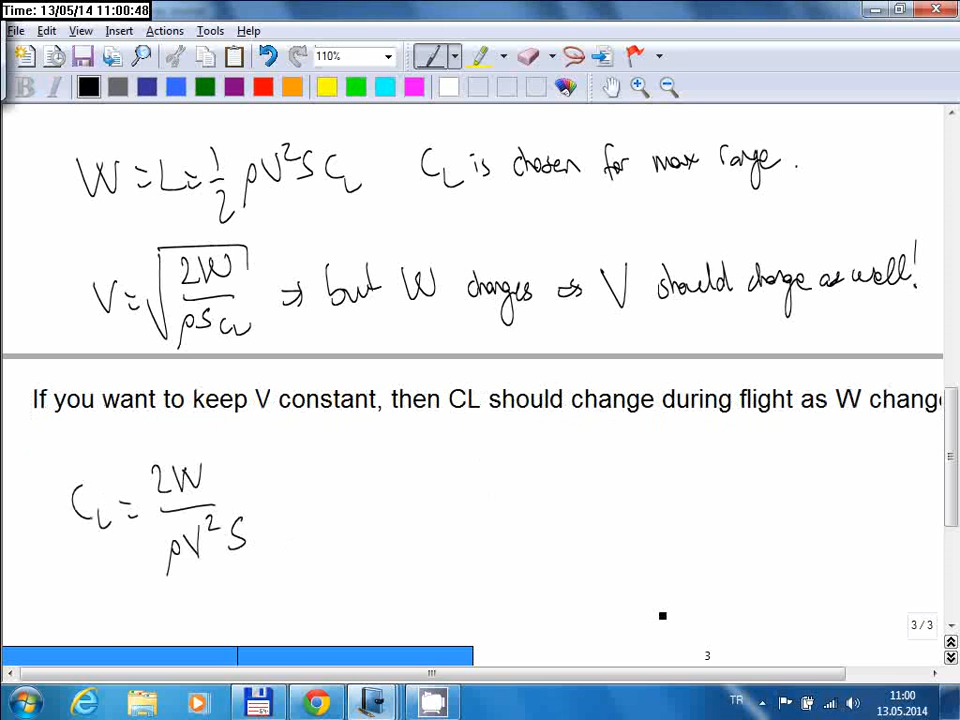 Time: 13/05/14 11:00:48
File Edit View Insert Actions Tools Help
110%
B I
W = L = 1/2 ρV²S C_L C_L is chosen for max range.
V = √(2W/ρSC_L) ⇒ but W changes ⇒ V should change as well!
If you want to keep V constant, then CL should change during flight as W change
C_L = 2W/ρV²S
3 / 3
3
TR
11:00
13.05.2014